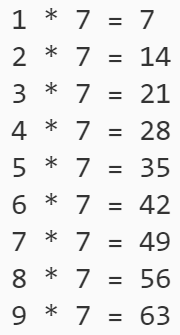 1 * 7 = 7
2 * 7 = 14
3 * 7 = 21
4 * 7 = 28
5 * 7 = 35
6 * 7 = 42
7 * 7 = 49
8 * 7 = 56
9 * 7 = 63